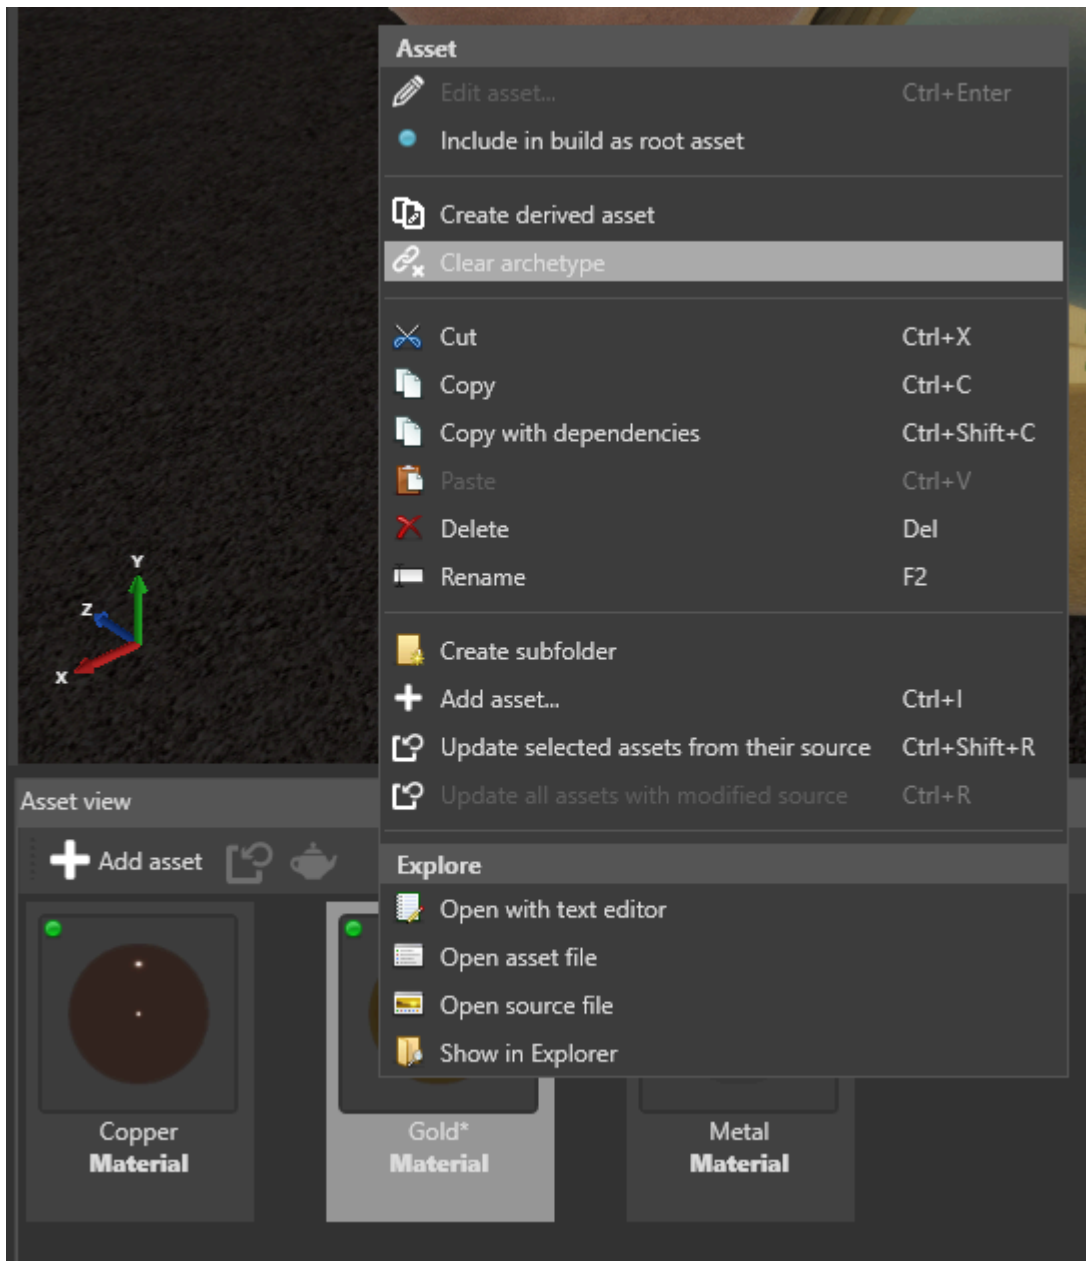 Asset
Edit asset... Ctrl+Enter
Include in build as root asset
Create derived asset
Clear archetype
Cut Ctrl+X
Copy Ctrl+C
Copy with dependencies Ctrl+Shift+C
Paste Ctrl+V
Delete Del
Rename F2
Create subfolder
Add asset... Ctrl+I
Update selected assets from their source Ctrl+Shift+R
Update all assets with modified source Ctrl+R
Explore
Open with text editor
Open asset file
Open source file
Show in Explorer
Y
Z
X
Asset view
Add asset
Copper
Material
Gold*
Material
Metal
Material